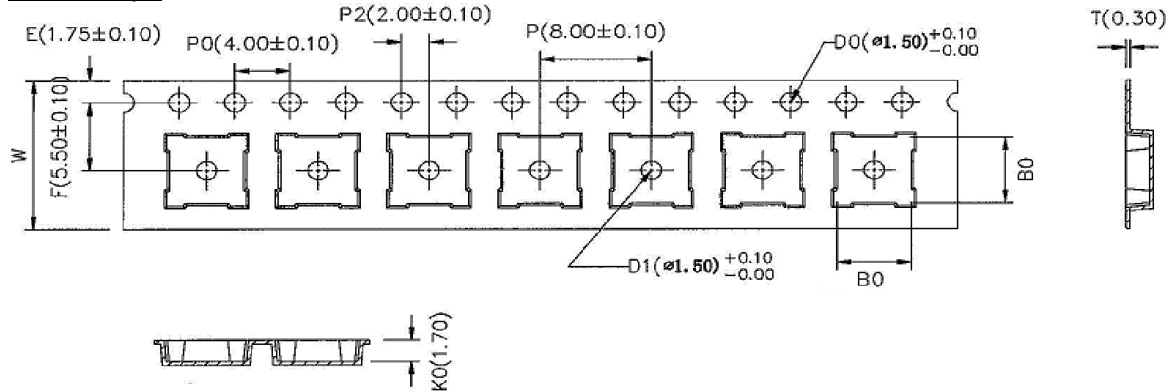 P2(2.00±0.10)
T(0.30)
E(1.75±0.10)
P0(4.00±0.10)
P(8.00±0.10)
D0(ø1.50)+0.10
-0.00
W
F(5.50±0.10)
B0
D1(ø1.50)+0.10
-0.00
B0
K0(1.70)